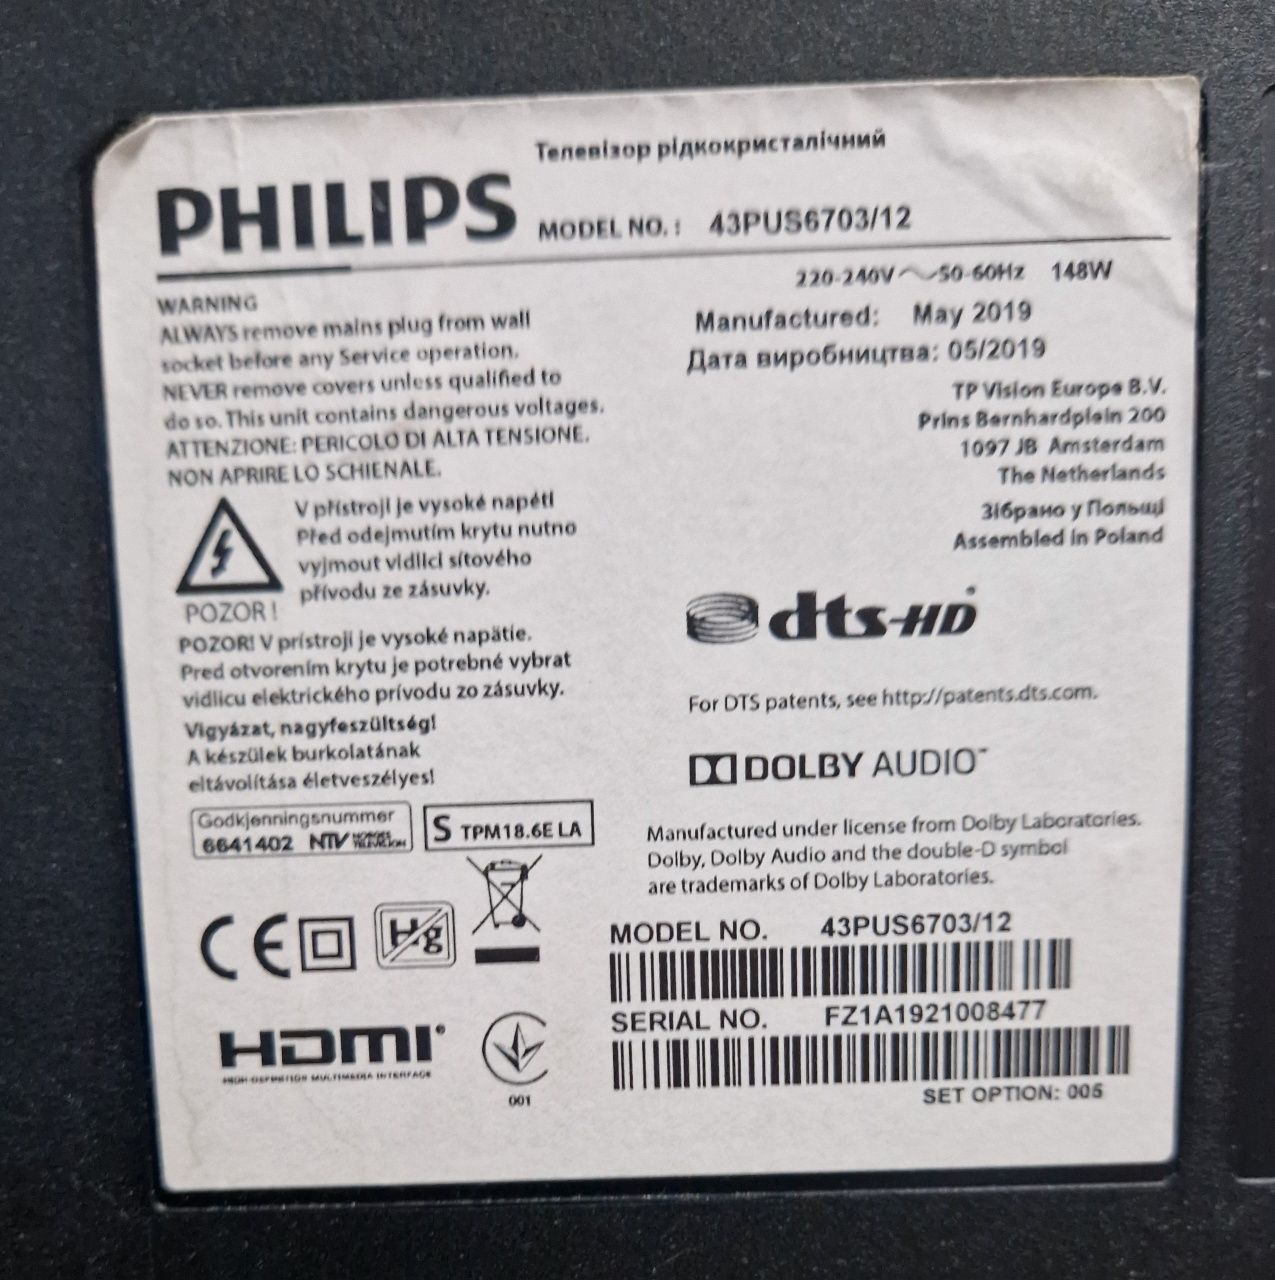 Телевізор рідкокристалічний
PHILIPS MODEL NO. : 43PUS6703/12
220-240V ~ 50-60Hz 148W
WARNING
ALWAYS remove mains plug from wall
socket before any Service operation.
NEVER remove covers unless qualified to
do so. This unit contains dangerous voltages.
ATTENZIONE: PERICOLO DI ALTA TENSIONE.
NON APRIRE LO SCHIENALE.
V přístroji je vysoké napětí
Před odejmutím krytu nutno
vyjmout vidlici síťového
přívodu ze zásuvky.
POZOR !
POZOR! V prístroji je vysoké napätie.
Pred otvorením krytu je potrebné vybrat
vidlicu elektrického prívodu zo zásuvky.
Vigyázat, nagyfeszültség!
A készülek burkolatának
eltávolítása életveszélyes!
Godkjenningsnummer
6641402 NTV NORGES TELEVISJON
S TPM18.6E LA
CE
Hg
HDMI®
HIGH-DEFINITION MULTIMEDIA INTERFACE
001
Manufactured: May 2019
Дата виробництва: 05/2019
TP Vision Europe B.V.
Prins Bernhardplein 200
1097 JB Amsterdam
The Netherlands
Зібрано у Польщі
Assembled in Poland
dts-HD®
For DTS patents, see http://patents.dts.com.
DOLBY AUDIO™
Manufactured under license from Dolby Laboratories.
Dolby, Dolby Audio and the double-D symbol
are trademarks of Dolby Laboratories.
MODEL NO. 43PUS6703/12
SERIAL NO. FZ1A1921008477
SET OPTION: 005